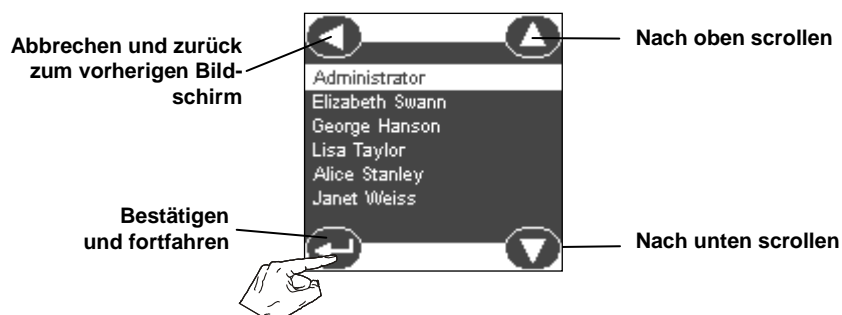 Abbrechen und zurück
zum vorherigen Bild-
schirm
Nach oben scrollen
Administrator
Elizabeth Swann
George Hanson
Lisa Taylor
Alice Stanley
Janet Weiss
Bestätigen
und fortfahren
Nach unten scrollen